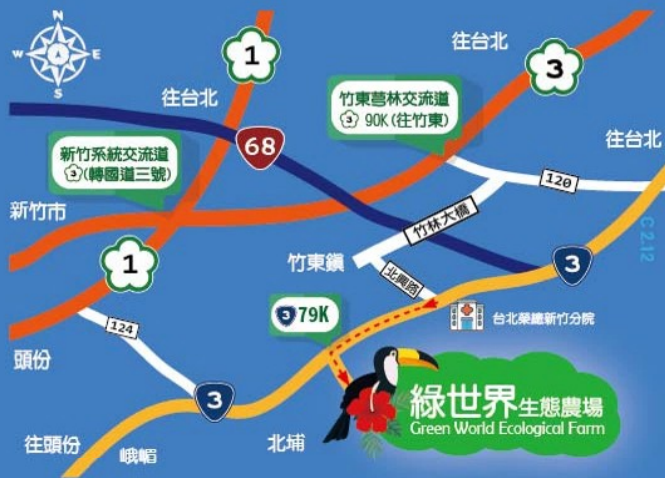 N
W
E
S
1
往台北
往台北
3
竹東芎林交流道
3 90K(往竹東)
往台北
68
新竹系統交流道
3(轉國道三號)
120
新竹市
竹林大橋
C 2.12
1
竹東鎮
3
北興路
3 79K
台北榮總新竹分院
124
頭份
3
綠世界生態農場
Green World Ecological Farm
往頭份
峨嵋
北埔